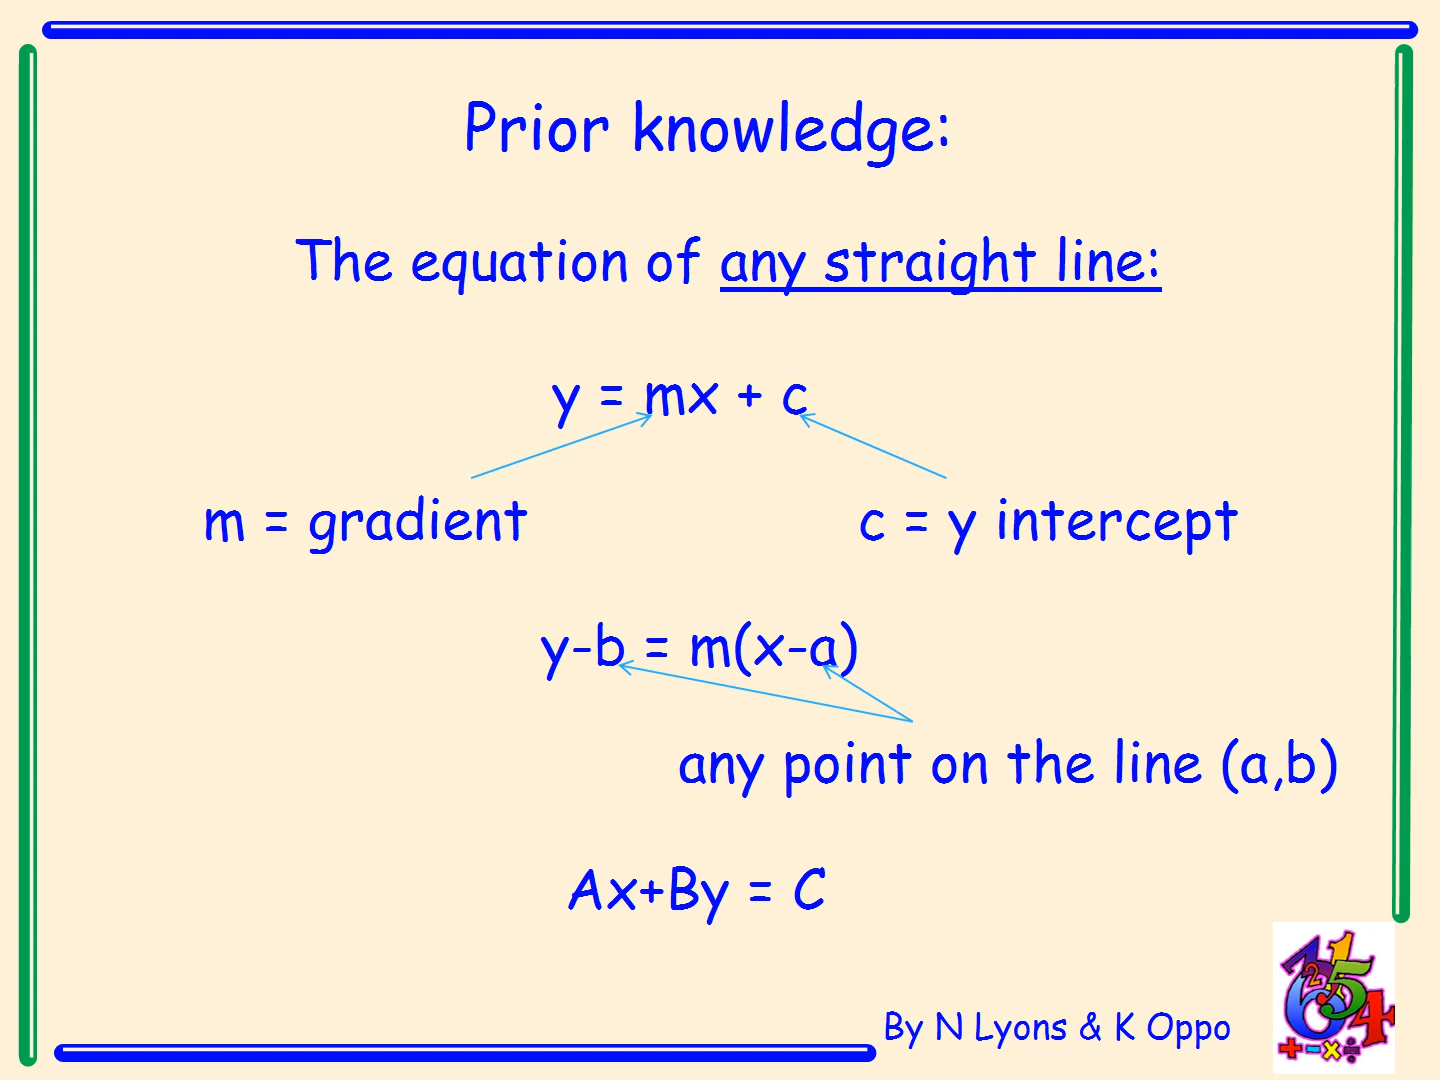 Prior knowledge:
The equation of any straight line:
y = mx + c
m = gradient
c = y intercept
y-b = m(x-a)
any point on the line (a,b)
Ax+By = C
By N Lyons & K Oppo